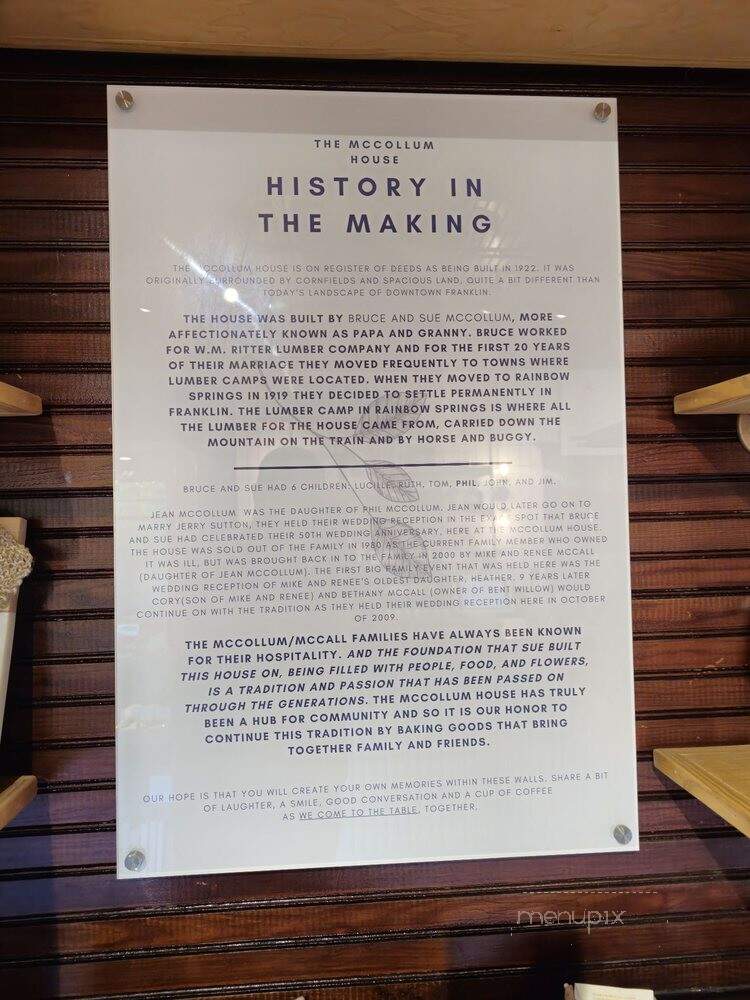 THE MCCOLLUM
HOUSE
HISTORY IN
THE MAKING
THE MCCOLLUM HOUSE IS ON REGISTER OF DEEDS AS BEING BUILT IN 1922. IT WAS
ORIGINALLY SURROUNDED BY CORNFIELDS AND SPACIOUS LAND, QUITE A BIT DIFFERENT THAN
TODAY'S LANDSCAPE OF DOWNTOWN FRANKLIN.
THE HOUSE WAS BUILT BY BRUCE AND SUE MCCOLLUM, MORE
AFFECTIONATELY KNOWN AS PAPA AND GRANNY. BRUCE WORKED
FOR W.M. RITTER LUMBER COMPANY AND FOR THE FIRST 20 YEARS
OF THEIR MARRIAGE THEY MOVED FREQUENTLY TO TOWNS WHERE
LUMBER CAMPS WERE LOCATED. WHEN THEY MOVED TO RAINBOW
SPRINGS IN 1919 THEY DECIDED TO SETTLE PERMANENTLY IN
FRANKLIN. THE LUMBER CAMP IN RAINBOW SPRINGS IS WHERE ALL
THE LUMBER FOR THE HOUSE CAME FROM, CARRIED DOWN THE
MOUNTAIN ON THE TRAIN AND BY HORSE AND BUGGY.
BRUCE AND SUE HAD 6 CHILDREN: LUCILLE, RUTH, TOM, PHIL, JOHN, AND JIM.
JEAN MCCOLLUM WAS THE DAUGHTER OF PHIL MCCOLLUM. JEAN WOULD LATER GO ON TO
MARRY JERRY SUTTON, THEY HELD THEIR WEDDING RECEPTION IN THE EXACT SPOT THAT BRUCE
AND SUE HAD CELEBRATED THEIR 50TH WEDDING ANNIVERSARY, HERE AT THE MCCOLLUM HOUSE.
THE HOUSE WAS SOLD OUT OF THE FAMILY IN 1980 AS THE CURRENT FAMILY MEMBER WHO OWNED
IT WAS ILL, BUT WAS BROUGHT BACK IN TO THE FAMILY IN 2000 BY MIKE AND RENEE MCCALL
(DAUGHTER OF JEAN MCCOLLUM). THE FIRST BIG FAMILY EVENT THAT WAS HELD HERE WAS THE
WEDDING RECEPTION OF MIKE AND RENEE'S OLDEST DAUGHTER, HEATHER. 9 YEARS LATER
CORY(SON OF MIKE AND RENEE) AND BETHANY MCCALL (OWNER OF BENT WILLOW) WOULD
CONTINUE ON WITH THE TRADITION AS THEY HELD THEIR WEDDING RECEPTION HERE IN OCTOBER
OF 2009.
THE MCCOLLUM/MCCALL FAMILIES HAVE ALWAYS BEEN KNOWN
FOR THEIR HOSPITALITY. AND THE FOUNDATION THAT SUE BUILT
THIS HOUSE ON, BEING FILLED WITH PEOPLE, FOOD, AND FLOWERS,
IS A TRADITION AND PASSION THAT HAS BEEN PASSED ON
THROUGH THE GENERATIONS. THE MCCOLLUM HOUSE HAS TRULY
BEEN A HUB FOR COMMUNITY AND SO IT IS OUR HONOR TO
CONTINUE THIS TRADITION BY BAKING GOODS THAT BRING
TOGETHER FAMILY AND FRIENDS.
OUR HOPE IS THAT YOU WILL CREATE YOUR OWN MEMORIES WITHIN THESE WALLS. SHARE A BIT
OF LAUGHTER, A SMILE, GOOD CONVERSATION AND A CUP OF COFFEE
AS WE COME TO THE TABLE, TOGETHER.
menupix